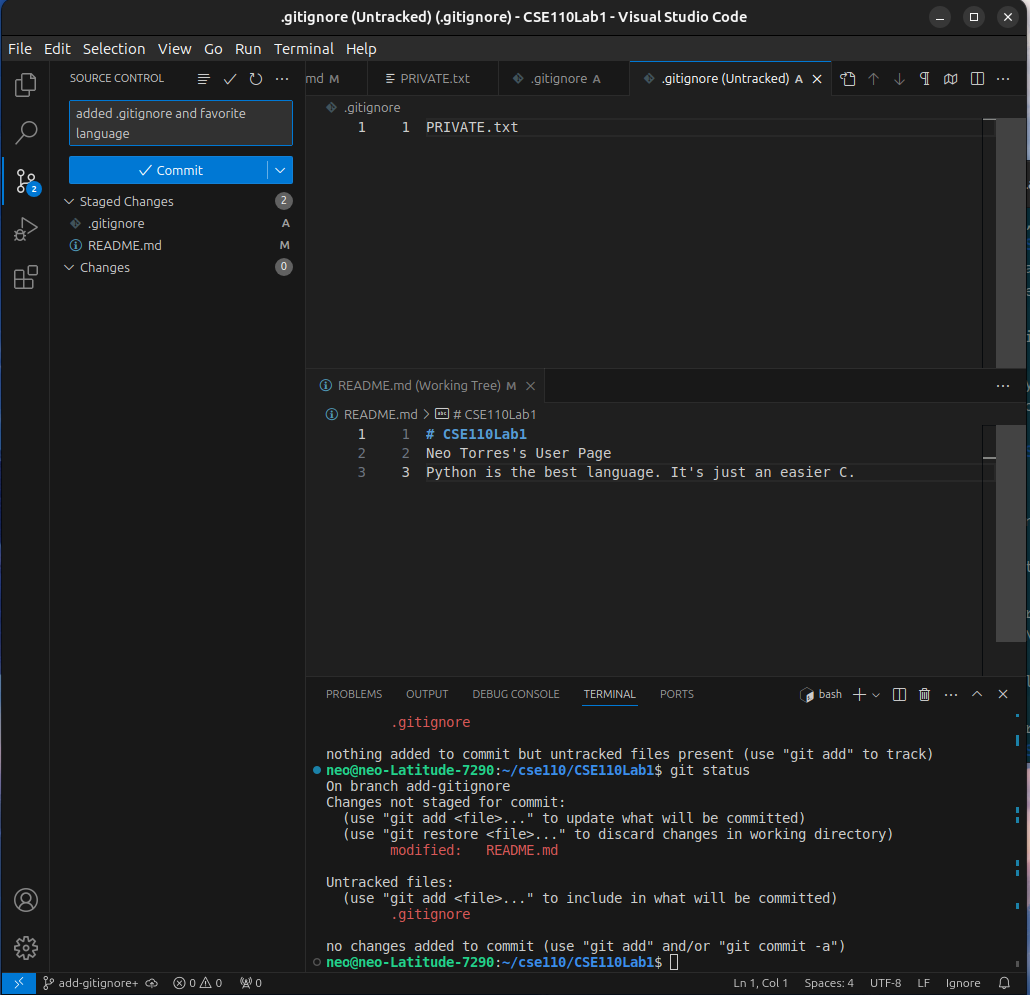 .gitignore (Untracked) (.gitignore) - CSE110Lab1 - Visual Studio Code
File Edit Selection View Go Run Terminal Help
SOURCE CONTROL
md M PRIVATE.txt .gitignore A .gitignore (Untracked) A
added .gitignore and favorite
language
Commit
Staged Changes 2
.gitignore A
README.md M
Changes 0
2
.gitignore
1 1 PRIVATE.txt
README.md (Working Tree) M
README.md > # CSE110Lab1
1 1 # CSE110Lab1
2 2 Neo Torres's User Page
3 3 Python is the best language. It's just an easier C.
PROBLEMS OUTPUT DEBUG CONSOLE TERMINAL PORTS bash
.gitignore
nothing added to commit but untracked files present (use "git add" to track)
neo@neo-Latitude-7290:~/cse110/CSE110Lab1$ git status
On branch add-gitignore
Changes not staged for commit:
(use "git add <file>..." to update what will be committed)
(use "git restore <file>..." to discard changes in working directory)
modified: README.md
Untracked files:
(use "git add <file>..." to include in what will be committed)
.gitignore
no changes added to commit (use "git add" and/or "git commit -a")
neo@neo-Latitude-7290:~/cse110/CSE110Lab1$
add-gitignore+ 0 0 0 Ln 1, Col 1 Spaces: 4 UTF-8 LF Ignore